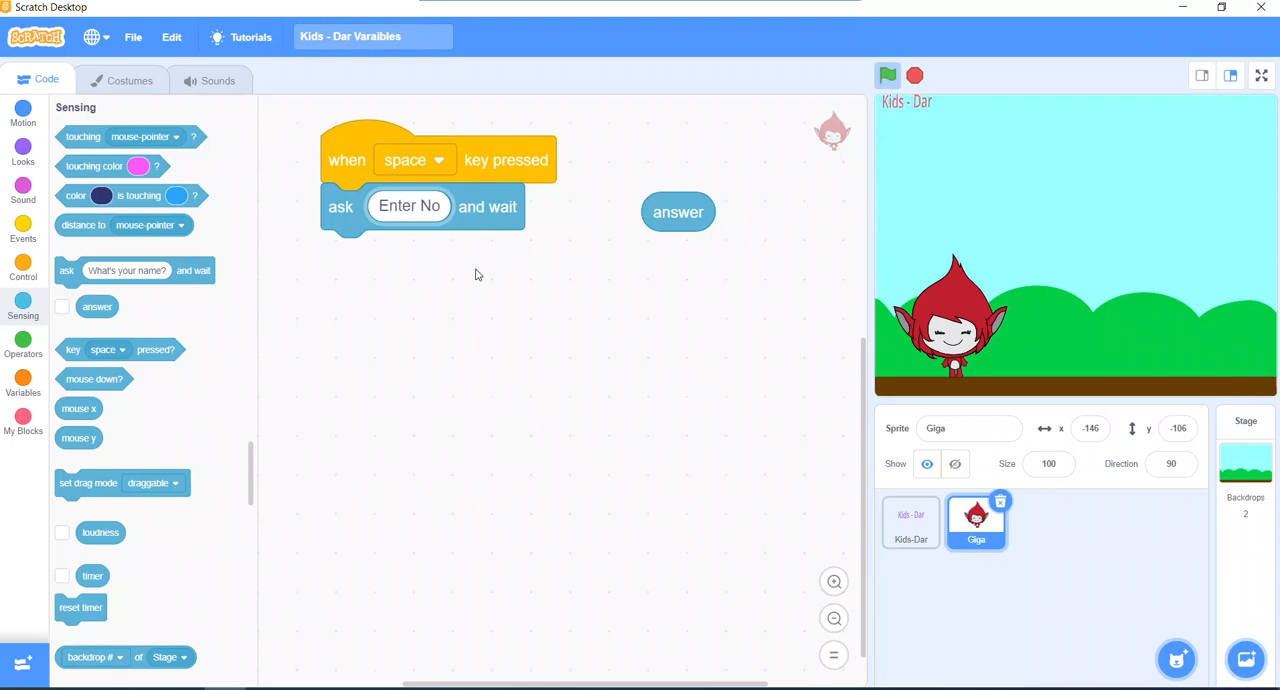 Scratch Desktop
SCRATCH File Edit Tutorials Kids - Dar Varaibles
Code Costumes Sounds
Motion
Looks
Sound
Events
Control
Sensing
Operators
Variables
My Blocks
Sensing
touching mouse-pointer ?
touching color ?
color is touching ?
distance to mouse-pointer
ask What's your name? and wait
answer
key space pressed?
mouse down?
mouse x
mouse y
set drag mode draggable
loudness
timer
reset timer
backdrop # of Stage
when space key pressed
ask Enter No and wait
answer
Kids - Dar
Sprite Giga x -146 y -106
Show Size 100 Direction 90
Kids - Dar
Kids-Dar
Giga
Stage
Backdrops
2